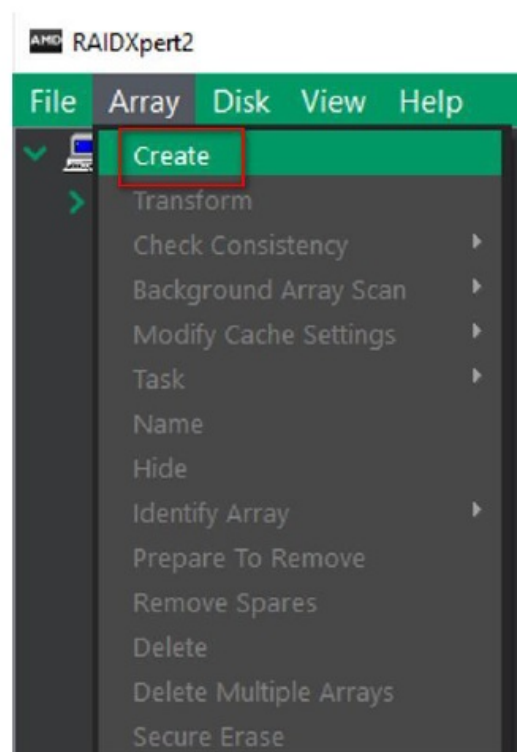 AMD RAIDXpert2
File Array Disk View Help
Create
Transform
Check Consistency
Background Array Scan
Modify Cache Settings
Task
Name
Hide
Identify Array
Prepare To Remove
Remove Spares
Delete
Delete Multiple Arrays
Secure Erase